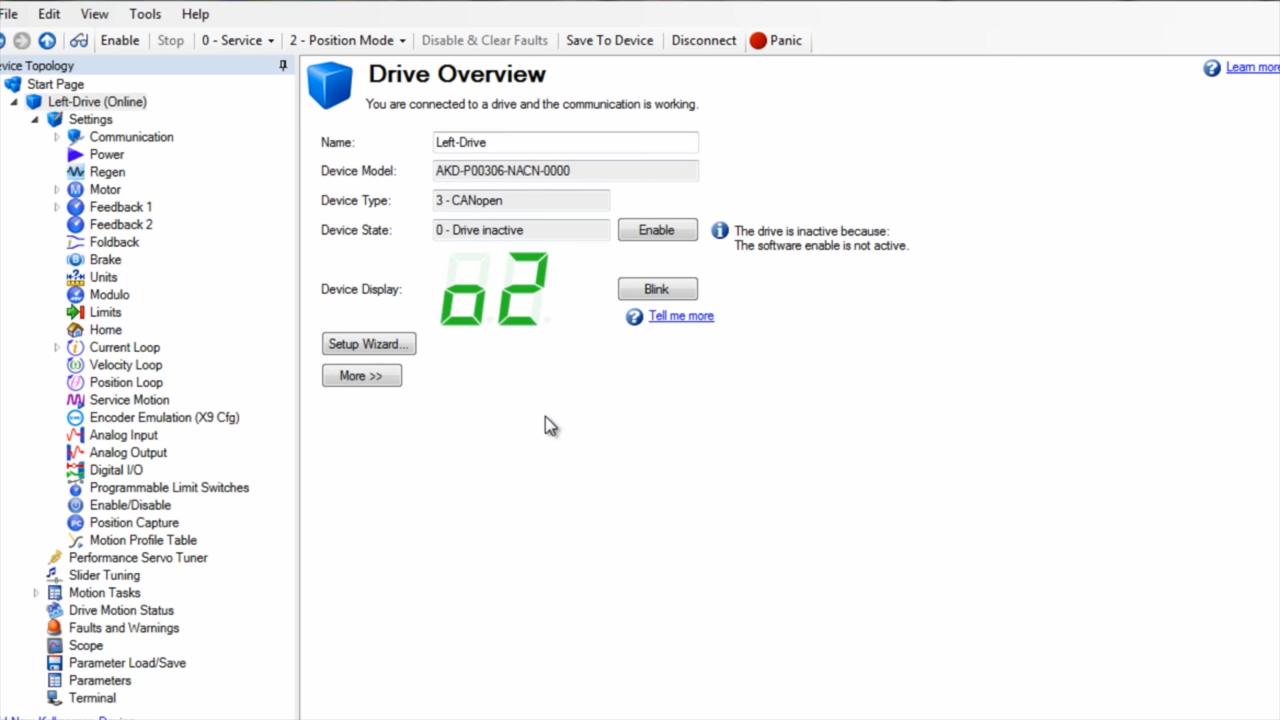 File Edit View Tools Help
Enable Stop 0 - Service 2 - Position Mode Disable & Clear Faults Save To Device Disconnect Panic
vice Topology
Start Page
Left-Drive (Online)
Settings
Communication
Power
Regen
Motor
Feedback 1
Feedback 2
Foldback
Brake
Units
Modulo
Limits
Home
Current Loop
Velocity Loop
Position Loop
Service Motion
Encoder Emulation (X9 Cfg)
Analog Input
Analog Output
Digital I/O
Programmable Limit Switches
Enable/Disable
Position Capture
Motion Profile Table
Performance Servo Tuner
Slider Tuning
Motion Tasks
Drive Motion Status
Faults and Warnings
Scope
Parameter Load/Save
Parameters
Terminal
Drive Overview
Learn more
You are connected to a drive and the communication is working.
Name: Left-Drive
Device Model: AKD-P00306-NACN-0000
Device Type: 3 - CANopen
Device State: 0 - Drive inactive Enable
The drive is inactive because:
The software enable is not active.
Device Display: o2 Blink
Tell me more
Setup Wizard...
More >>